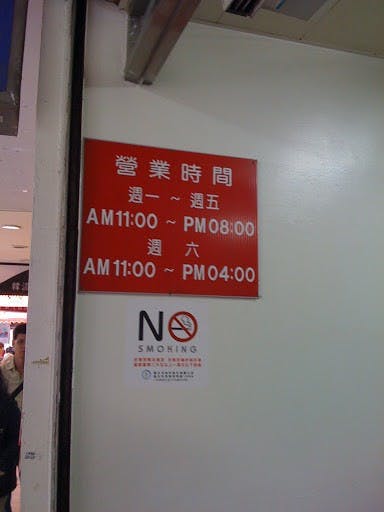 營業時間
週一 ~ 週五
AM11:00 ~ PM08:00
週 六
AM11:00 ~ PM04:00
NO
SMOKING